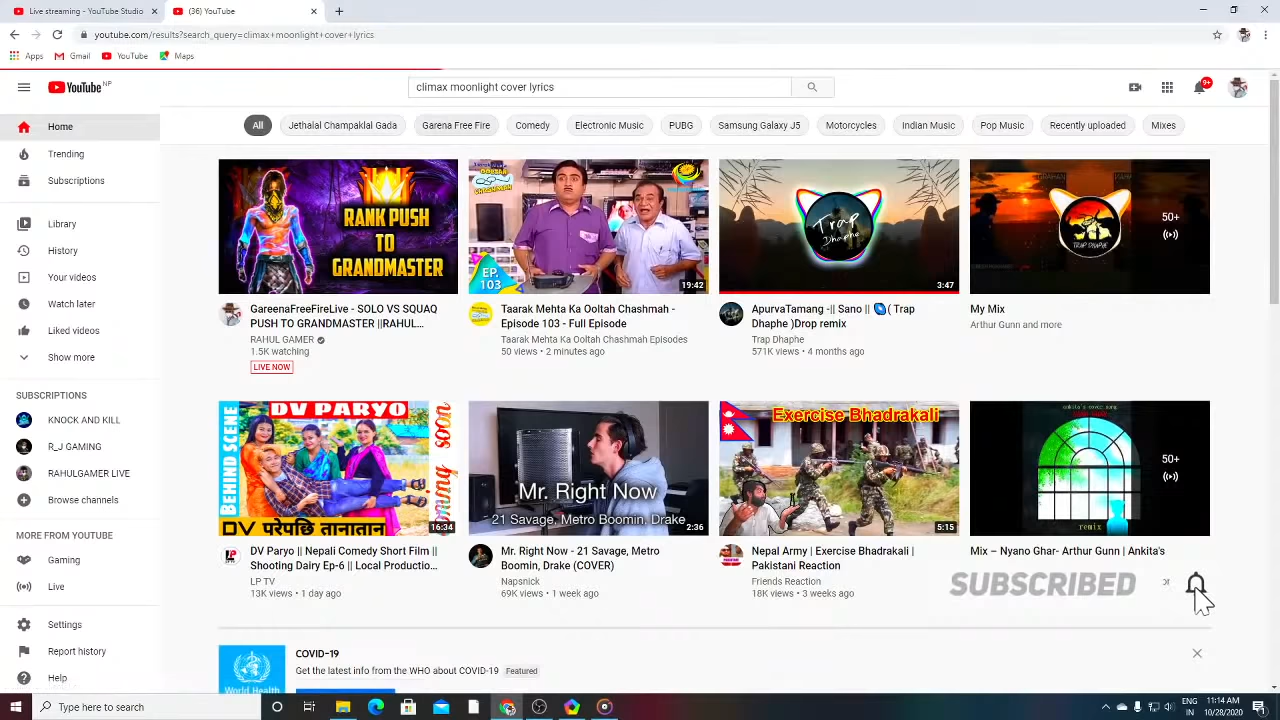 Live streaming - YouTube Studio
(36) YouTube
youtube.com/results?search_query=climax+moonlight+cover+lyrics
Apps
Gmail
YouTube
Maps
YouTube NP
climax moonlight cover lyrics
9+
Home
Trending
Subscriptions
Library
History
Your videos
Watch later
Liked videos
Show more
SUBSCRIPTIONS
KNOCK AND KILL
R_J GAMING
RAHULGAMER LIVE
Browse channels
MORE FROM YOUTUBE
Gaming
Live
Settings
Report history
Help
All
Jethalal Champaklal Gada
Garena Free Fire
Comedy
Electronic Music
PUBG
Samsung Galaxy J5
Motorcycles
Indian Music
Pop Music
Recently uploaded
Mixes
RANK PUSH
TO
GRANDMASTER
GareenaFreeFireLive - SOLO VS SQUAQ
PUSH TO GRANDMASTER ||RAHUL...
RAHUL GAMER
1.5K watching
LIVE NOW
EP.
103
19:42
Taarak Mehta Ka Ooltah Chashmah -
Episode 103 - Full Episode
Taarak Mehta Ka Ooltah Chashmah Episodes
50 views • 2 minutes ago
Trap
Dhaphe
3:47
ApurvaTamang -|| Sano || 🧿( Trap
Dhaphe )Drop remix
Trap Dhaphe
571K views • 4 months ago
TRAP DHAPHE
50+
My Mix
Arthur Gunn and more
DV PARYO
BEHIND SCENE
DV परेपछि तानातान
16:34
DV Paryo || Nepali Comedy Short Film ||
Shooting Dairy Ep-6 || Local Productio...
LP TV
13K views • 1 day ago
Mr. Right Now
21 Savage, Metro Boomin, Drake
2:36
Mr. Right Now - 21 Savage, Metro
Boomin, Drake (COVER)
Napsnick
69K views • 1 week ago
Exercise Bhadrakali
5:15
Nepal Army | Exercise Bhadrakali |
Pakistani Reaction
Friends Reaction
18K views • 3 weeks ago
ankita's cover song
remix
50+
Mix – Nyano Ghar- Arthur Gunn | Ankita's
SUBSCRIBED
COVID-19
Get the latest info from the WHO about COVID-19
Featured
World Health
Type here to search
ENG
IN
11:14 AM
10/28/2020